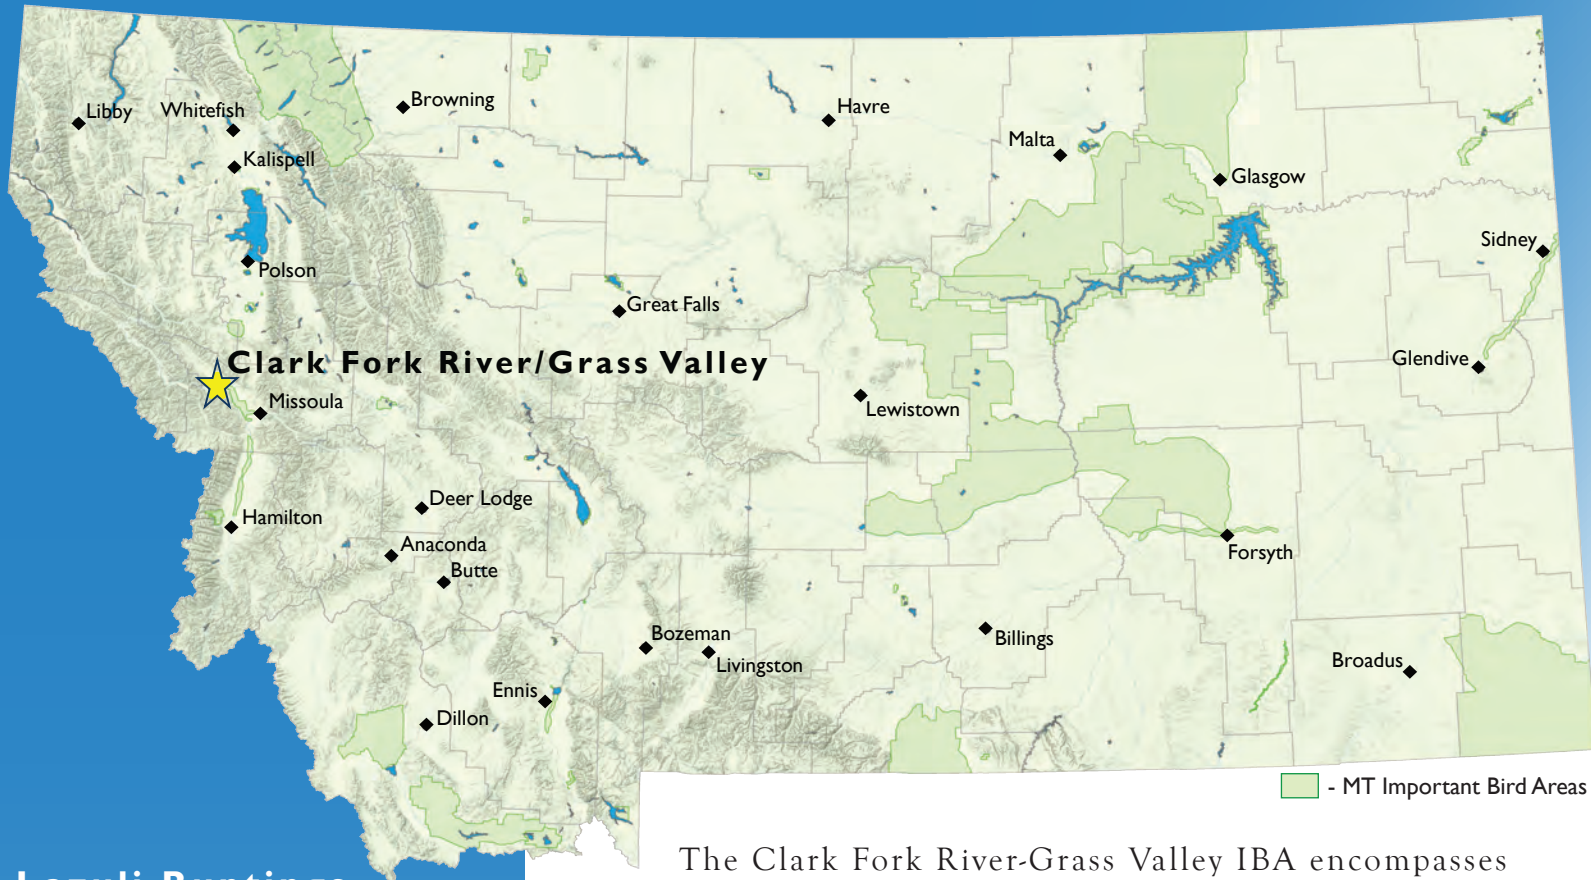 Libby
Whitefish
Browning
Havre
Malta
Kalispell
Glasgow
Sidney
Polson
Great Falls
Clark Fork River/Grass Valley
Glendive
Missoula
Lewistown
Deer Lodge
Hamilton
Anaconda
Forsyth
Butte
Bozeman
Billings
Livingston
Broadus
Ennis
Dillon
- MT Important Bird Areas
The Clark Fork River-Grass Valley IBA encompasses
Lazuli Buntings